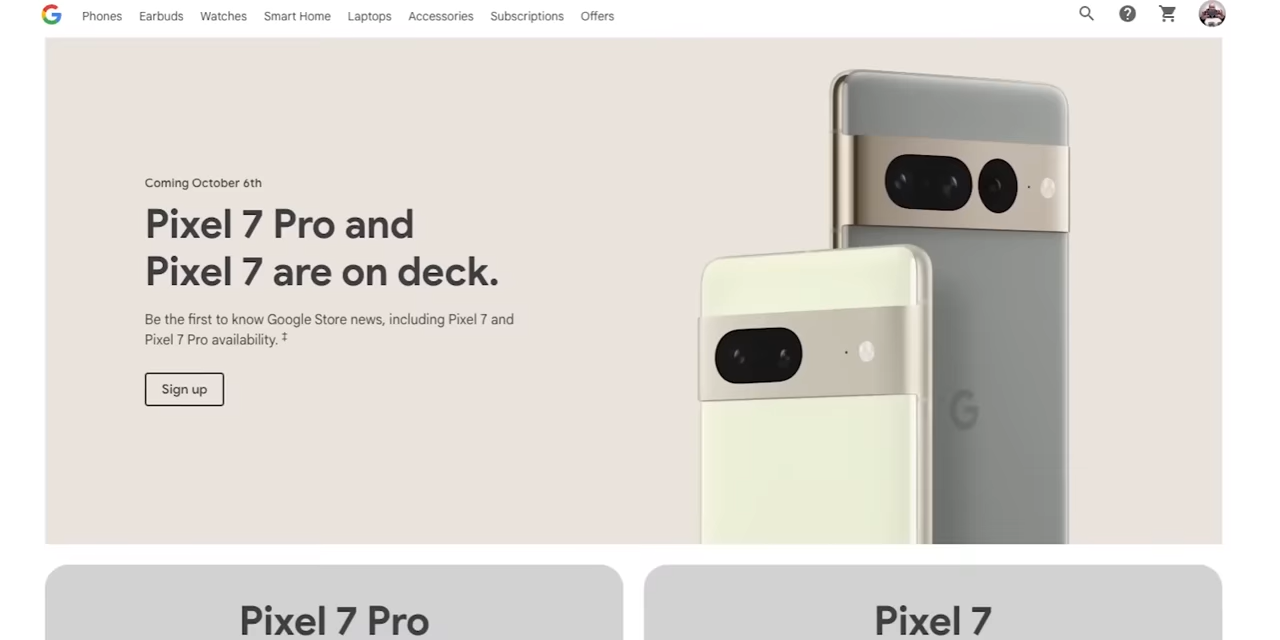 Phones Earbuds Watches Smart Home Laptops Accessories Subscriptions Offers
Coming October 6th
Pixel 7 Pro and
Pixel 7 are on deck.
Be the first to know Google Store news, including Pixel 7 and
Pixel 7 Pro availability. ‡
Sign up
G
Pixel 7 Pro
Pixel 7